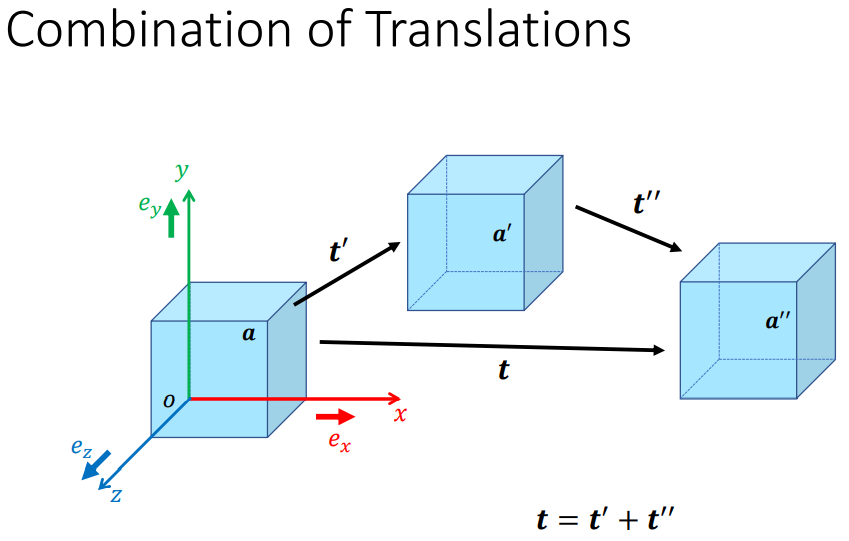 Combination of Translations
y
e_y
t′
a′
t″
a
a″
t
o
x
e_x
e_z
z
t = t′ + t″